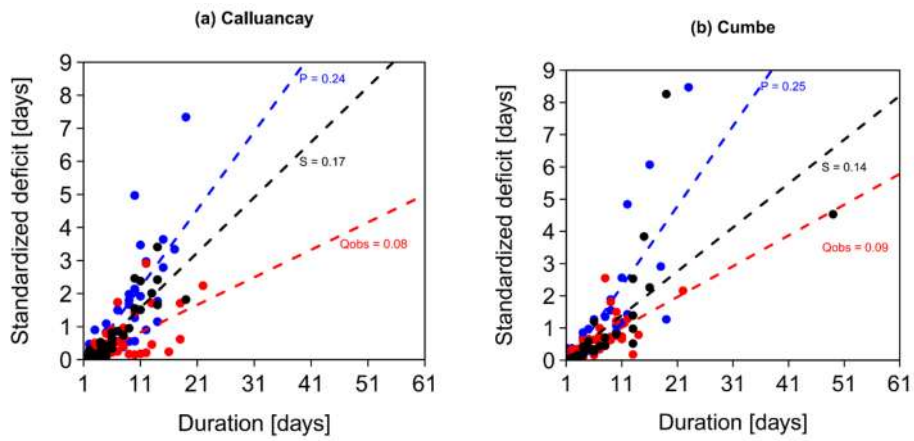 (a) Calluancay
Standardized deficit [days]
9
8
7
6
5
4
3
2
1
0
P = 0.24
S = 0.17
Qobs = 0.08
1 11 21 31 41 51 61
Duration [days]
(b) Cumbe
Standardized deficit [days]
9
8
7
6
5
4
3
2
1
0
P = 0.25
S = 0.14
Qobs = 0.09
1 11 21 31 41 51 61
Duration [days]